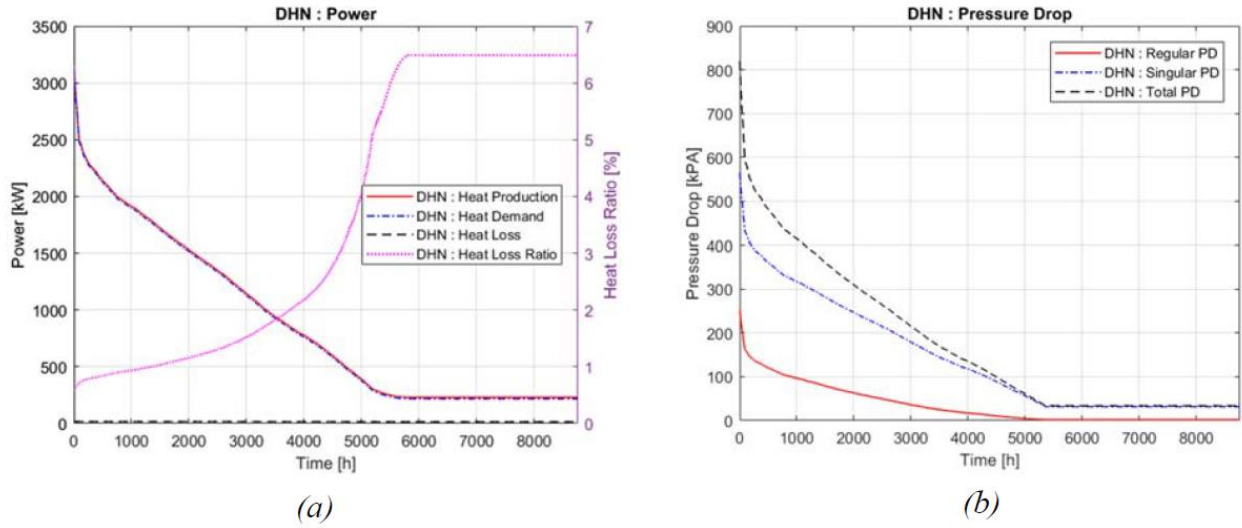 DHN : Power
3500
3000
2500
2000
1500
1000
500
0
Power [kW]
7
6
5
4
3
2
1
0
Heat Loss Ratio [%]
DHN : Heat Production
DHN : Heat Demand
DHN : Heat Loss
DHN : Heat Loss Ratio
0 1000 2000 3000 4000 5000 6000 7000 8000
Time [h]
(a)
DHN : Pressure Drop
900
800
700
600
500
400
300
200
100
0
Pressure Drop [kPA]
DHN : Regular PD
DHN : Singular PD
DHN : Total PD
0 1000 2000 3000 4000 5000 6000 7000 8000
Time [h]
(b)